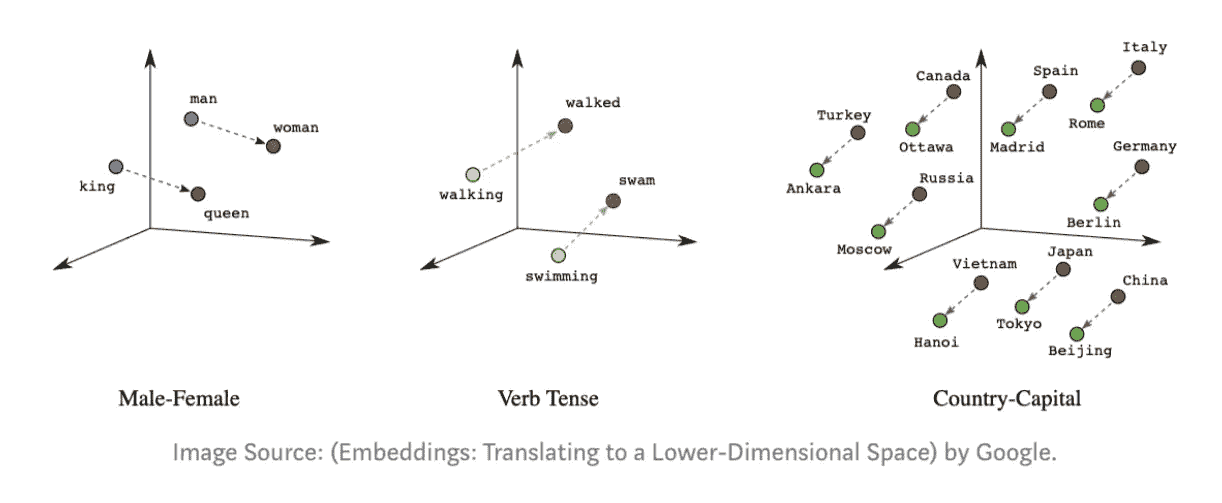 man
woman
king
queen
Male-Female
walked
walking
swam
swimming
Verb Tense
Italy
Spain
Canada
Rome
Turkey
Ottawa
Madrid
Germany
Ankara
Russia
Berlin
Moscow
Japan
Vietnam
China
Tokyo
Hanoi
Beijing
Country-Capital
Image Source: (Embeddings: Translating to a Lower-Dimensional Space) by Google.